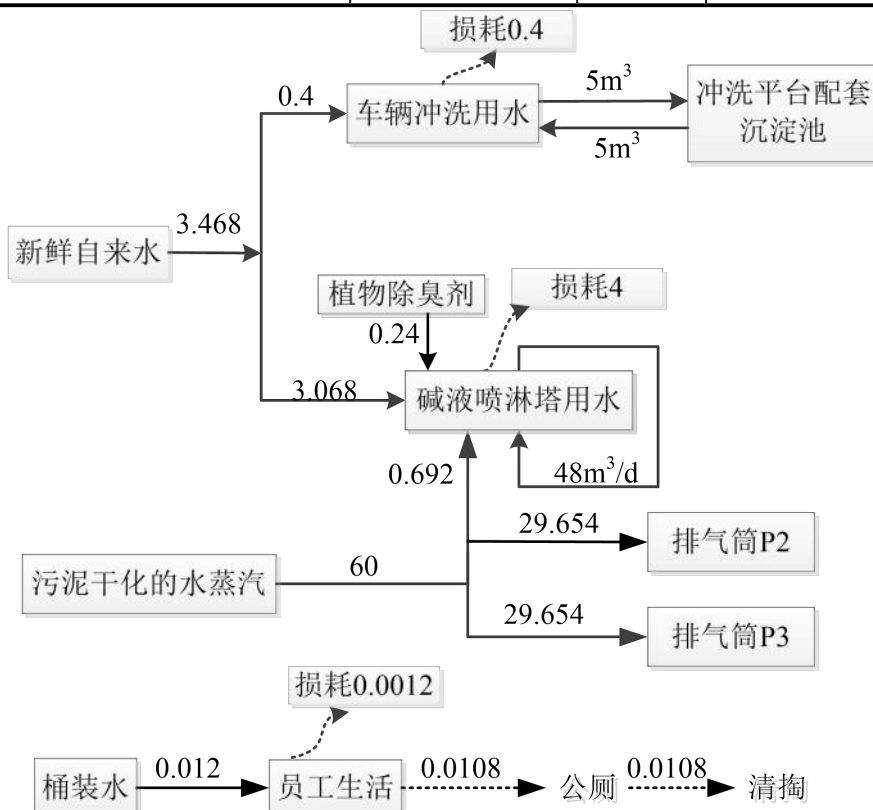 损耗0.4
0.4
车辆冲洗用水
5m³
5m³
冲洗平台配套
沉淀池
新鲜自来水
3.468
植物除臭剂
0.24
损耗4
3.068
碱液喷淋塔用水
48m³/d
0.692
29.654
排气筒P2
污泥干化的水蒸汽
60
29.654
排气筒P3
损耗0.0012
桶装水
0.012
员工生活
0.0108
公厕
0.0108
清掏